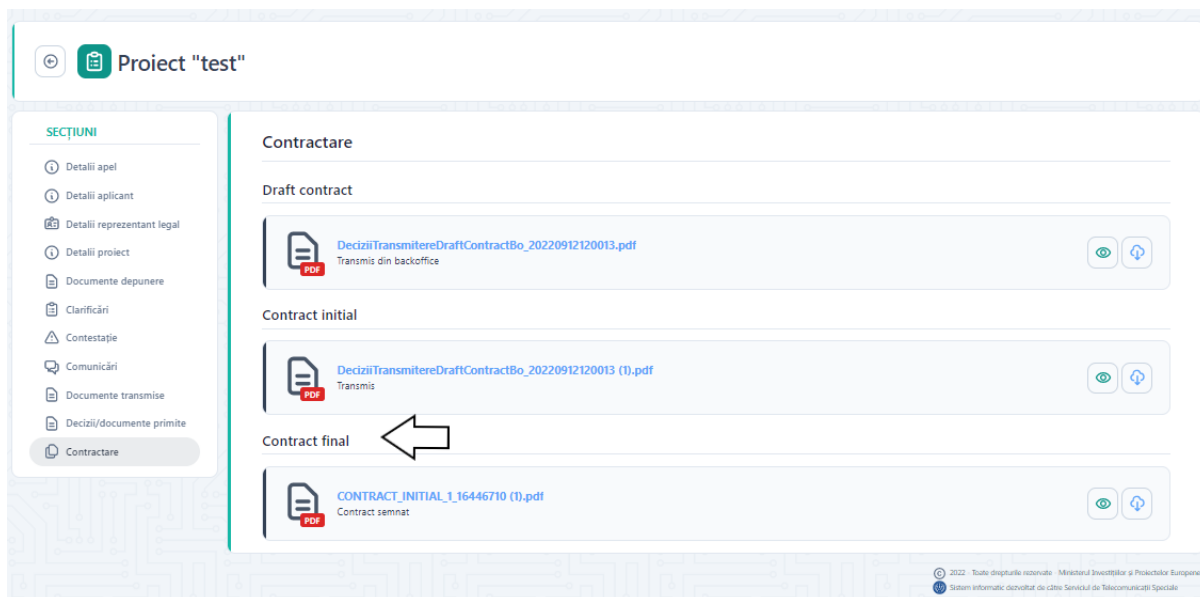 Proiect "test"
SECȚIUNI
Detalii apel
Detalii aplicant
Detalii reprezentant legal
Detalii proiect
Documente depunere
Clarificări
Contestație
Comunicări
Documente transmise
Decizii/documente primite
Contractare
Contractare
Draft contract
PDF
DeciziiTransmitereDraftContractBo_20220912120013.pdf
Transmis din backoffice
Contract initial
PDF
DeciziiTransmitereDraftContractBo_20220912120013 (1).pdf
Transmis
Contract final
PDF
CONTRACT_INITIAL_1_16446710 (1).pdf
Contract semnat
© 2022 - Toate drepturile rezervate - Ministerul Investițiilor și Proiectelor Europene
Sistem informatic dezvoltat de către Serviciul de Telecomunicații Speciale